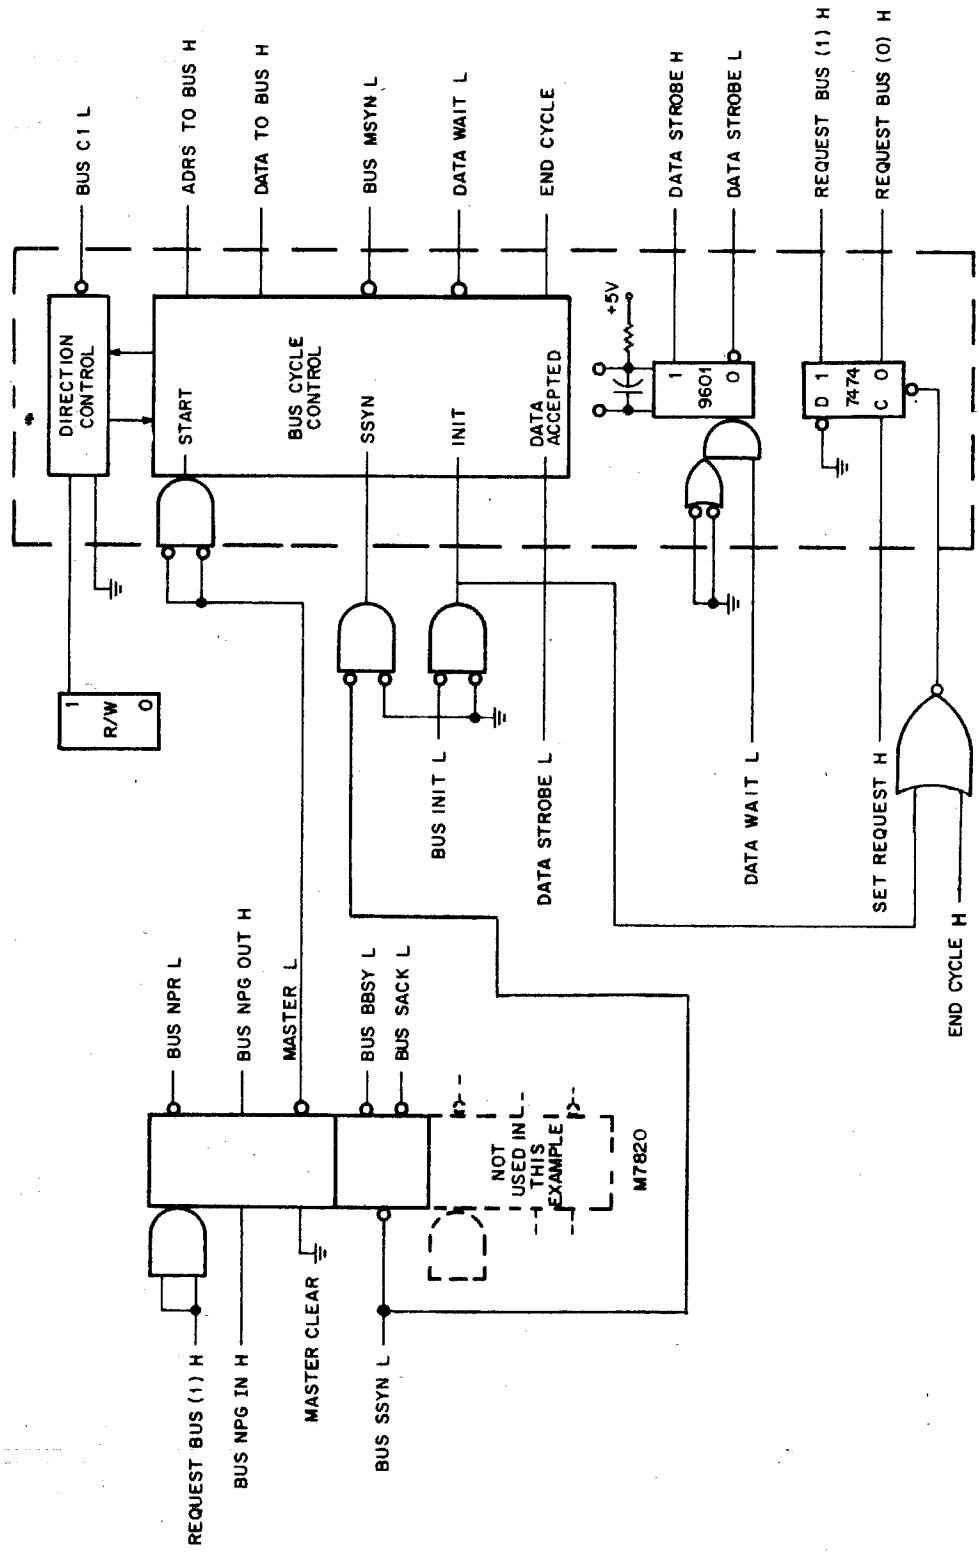 REQUEST BUS (1) H
BUS NPG IN H
MASTER CLEAR
BUS SSYN L
BUS NPR L
BUS NPG OUT H
MASTER L
BUS BBSY L
BUS SACK L
NOT
USED IN
THIS
EXAMPLE
M7820
R/W
1
0
BUS INIT L
DATA STROBE L
DATA WAIT L
SET REQUEST H
END CYCLE H
DIRECTION
CONTROL
START
BUS CYCLE
CONTROL
SSYN
INIT
DATA
ACCEPTED
+5V
1
9601
0
D 1
7474
C 0
BUS C1 L
ADRS TO BUS H
DATA TO BUS H
BUS MSYN L
DATA WAIT L
END CYCLE
DATA STROBE H
DATA STROBE L
REQUEST BUS (1) H
REQUEST BUS (0) H